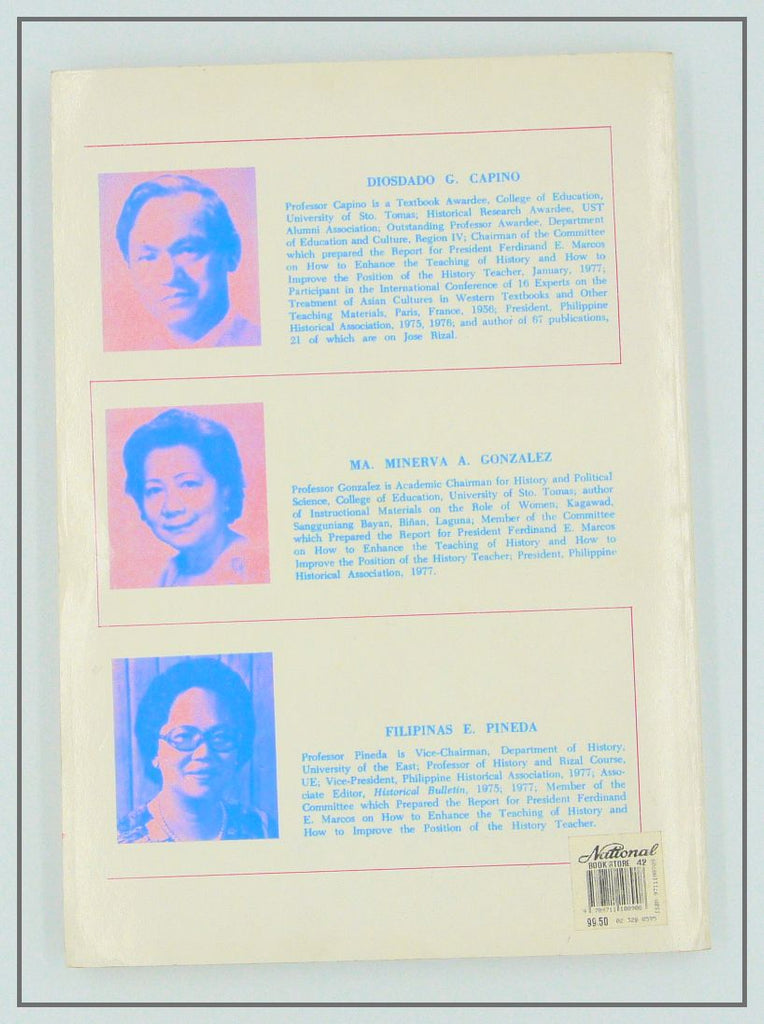 DIOSDADO G. CAPINO
Professor Capino is a Textbook Awardee, College of Education,
University of Sto. Tomas; Historical Research Awardee, UST
Alumni Association; Outstanding Professor Awardee, Department
of Education and Culture, Region IV; Chairman of the Committee
which prepared the Report for President Ferdinand E. Marcos
on How to Enhance the Teaching of History and How to
Improve the Position of the History Teacher, January, 1977;
Participant in the International Conference of 16 Experts on the
Treatment of Asian Cultures in Western Textbooks and Other
Teaching Materials, Paris, France, 1956; President, Philippine
Historical Association, 1975, 1976; and author of 67 publications,
21 of which are on Jose Rizal.
MA. MINERVA A. GONZALEZ
Professor Gonzalez is Academic Chairman for History and Political
Science, College of Education, University of Sto. Tomas; author
of Instructional Materials on the Role of Women; Kagawad,
Sangguniang Bayan, Biñan, Laguna; Member of the Committee
which Prepared the Report for President Ferdinand E. Marcos
on How to Enhance the Teaching of History and How to
Improve the Position of the History Teacher; President, Philippine
Historical Association, 1977.
FILIPINAS E. PINEDA
Professor Pineda is Vice-Chairman, Department of History,
University of the East; Professor of History and Rizal Course,
UE; Vice-President, Philippine Historical Association, 1977; Asso-
ciate Editor, Historical Bulletin, 1975; 1977; Member of the
Committee which Prepared the Report for President Ferdinand
E. Marcos on How to Enhance the Tenching of History and
How to Improve the Position of the History Teacher.
National
BOOK STORE 42
99.50